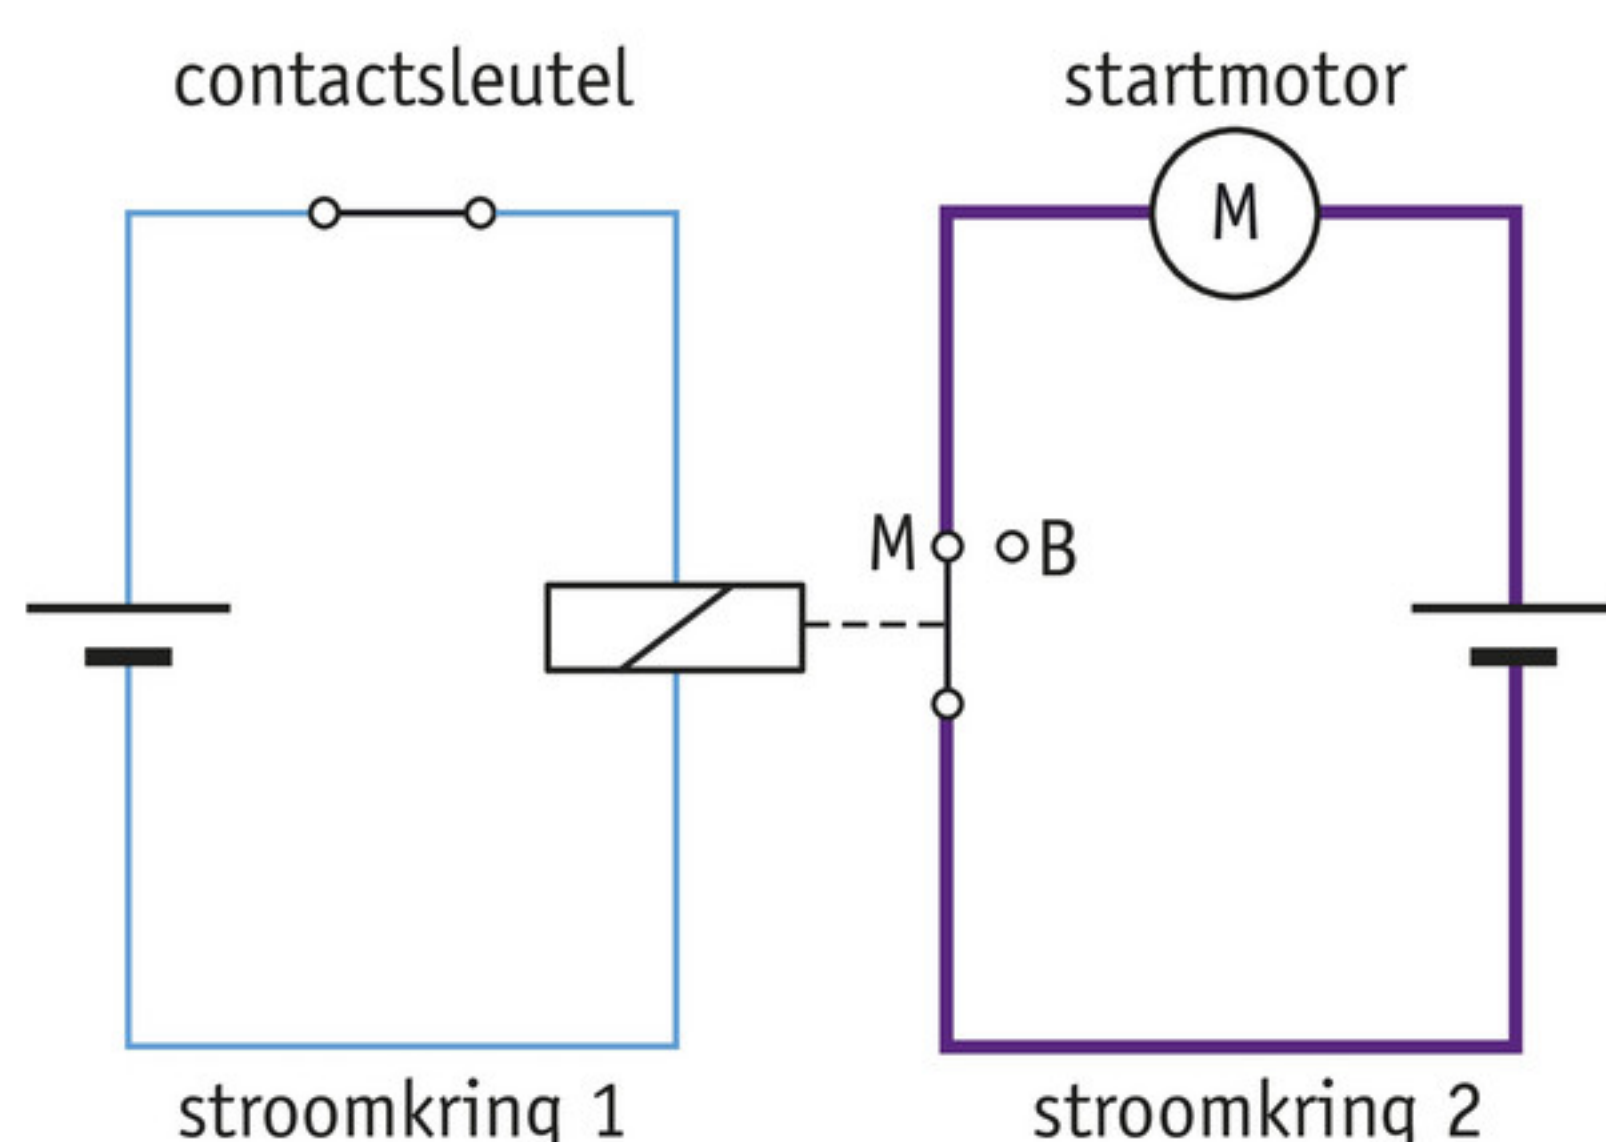 contactsleutel
startmotor
M
M
B
stroomkring 1
stroomkring 2